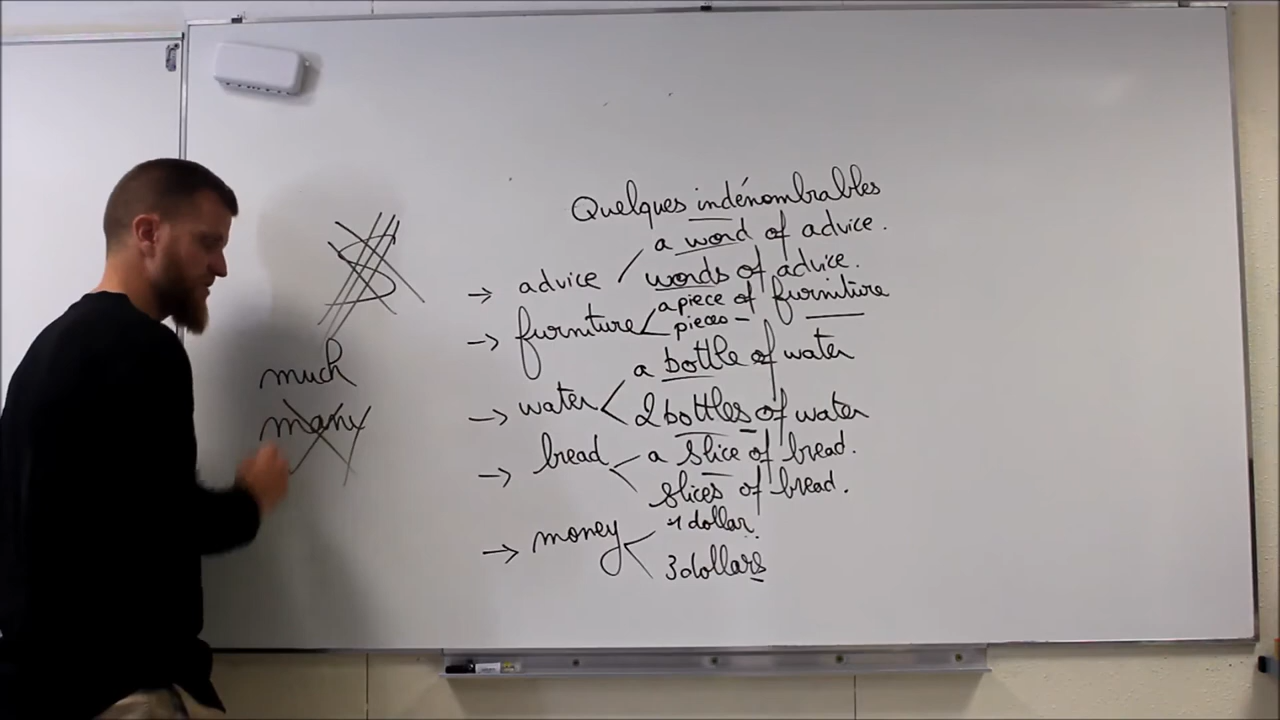 Quelques indénombrables
a word of advice.
→ advice
words of advice.
a piece of furniture
→ furniture
pieces –
a bottle of water
→ water
2 bottles of water
→ bread
a slice of bread.
slices of bread.
→ money
1 dollar.
3 dollars
S
much
many